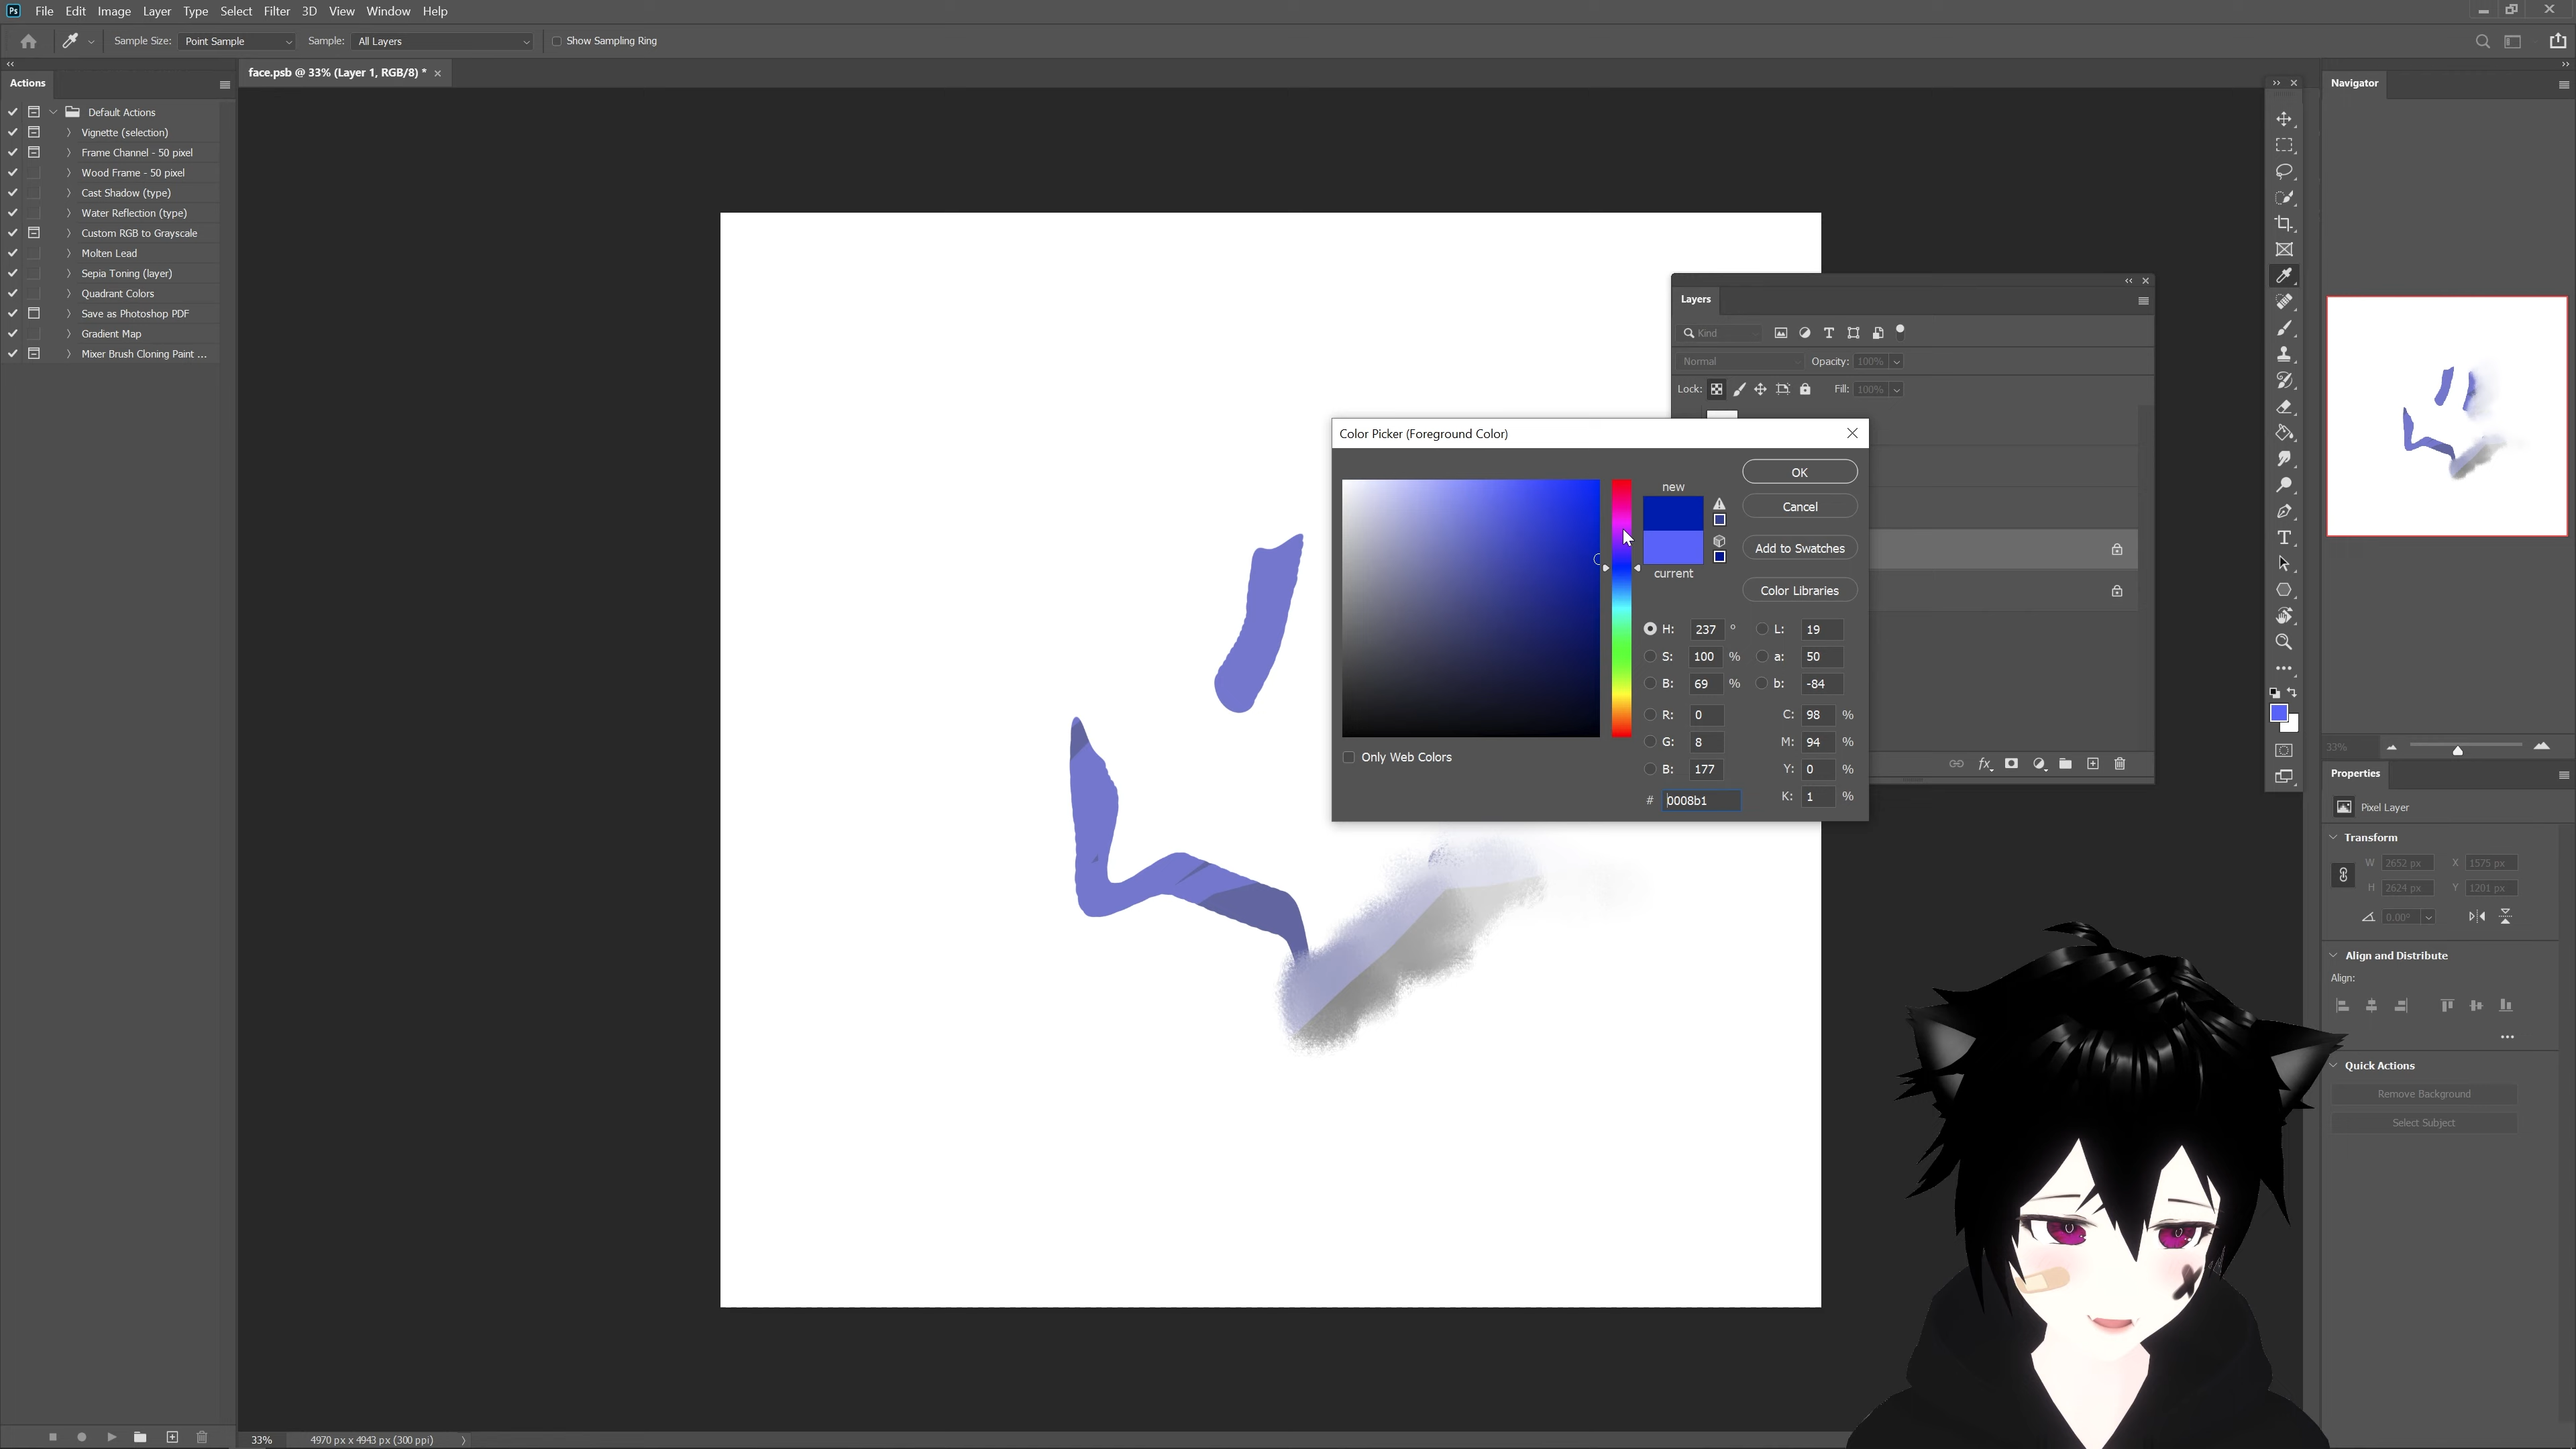 Ps File Edit Image Layer Type Select Filter 3D View Window Help
Sample Size: Point Sample Sample: All Layers Show Sampling Ring
Actions
face.psb @ 33% (Layer 1, RGB/8) *
Navigator
Default Actions
Vignette (selection)
Frame Channel - 50 pixel
Wood Frame - 50 pixel
Cast Shadow (type)
Water Reflection (type)
Custom RGB to Grayscale
Molten Lead
Sepia Toning (layer)
Quadrant Colors
Save as Photoshop PDF
Gradient Map
Mixer Brush Cloning Paint ...
Layers
Kind
Normal Opacity: 100%
Lock: Fill: 100%
Color Picker (Foreground Color)
new
current
OK
Cancel
Add to Swatches
Color Libraries
H: 237 ° L: 19
S: 100 % a: 50
B: 69 % b: -84
R: 0 C: 98 %
G: 8 M: 94 %
B: 177 Y: 0 %
# 0008b1 K: 1 %
Only Web Colors
33%
Properties
Pixel Layer
Transform
W 2652 px X 1575 px
H 2624 px Y 1201 px
0.00°
Align and Distribute
Align:
Quick Actions
Remove Background
Select Subject
33% 4970 px x 4943 px (300 ppi)